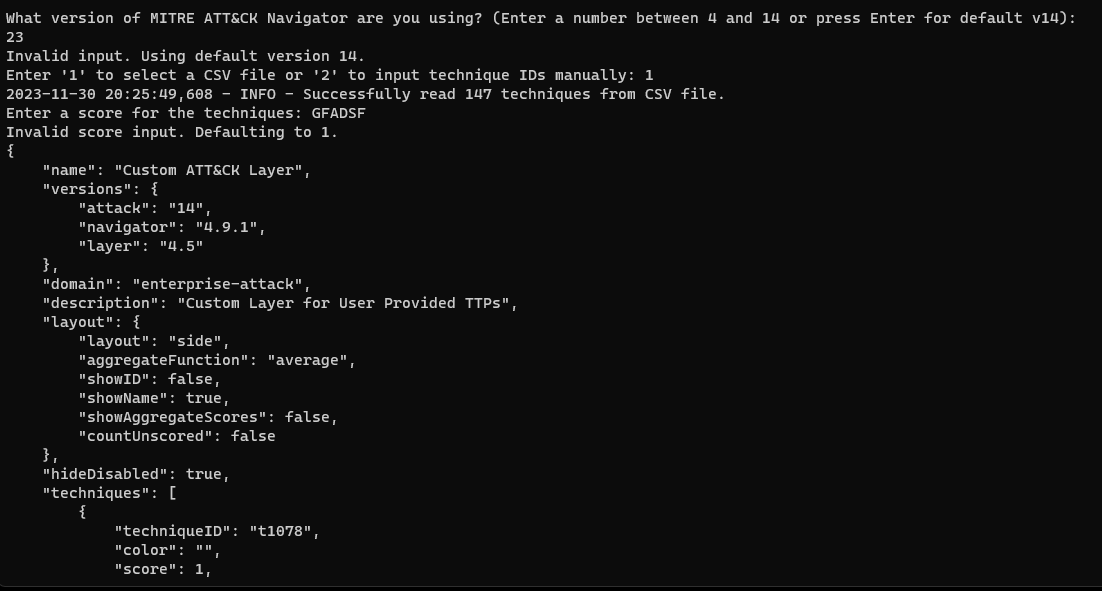 What version of MITRE ATT&CK Navigator are you using? (Enter a number between 4 and 14 or press Enter for default v14):
23
Invalid input. Using default version 14.
Enter '1' to select a CSV file or '2' to input technique IDs manually: 1
2023-11-30 20:25:49,608 - INFO - Successfully read 147 techniques from CSV file.
Enter a score for the techniques: GFADSF
Invalid score input. Defaulting to 1.
{
    "name": "Custom ATT&CK Layer",
    "versions": {
        "attack": "14",
        "navigator": "4.9.1",
        "layer": "4.5"
    },
    "domain": "enterprise-attack",
    "description": "Custom Layer for User Provided TTPs",
    "layout": {
        "layout": "side",
        "aggregateFunction": "average",
        "showID": false,
        "showName": true,
        "showAggregateScores": false,
        "countUnscored": false
    },
    "hideDisabled": true,
    "techniques": [
        {
            "techniqueID": "t1078",
            "color": "",
            "score": 1,